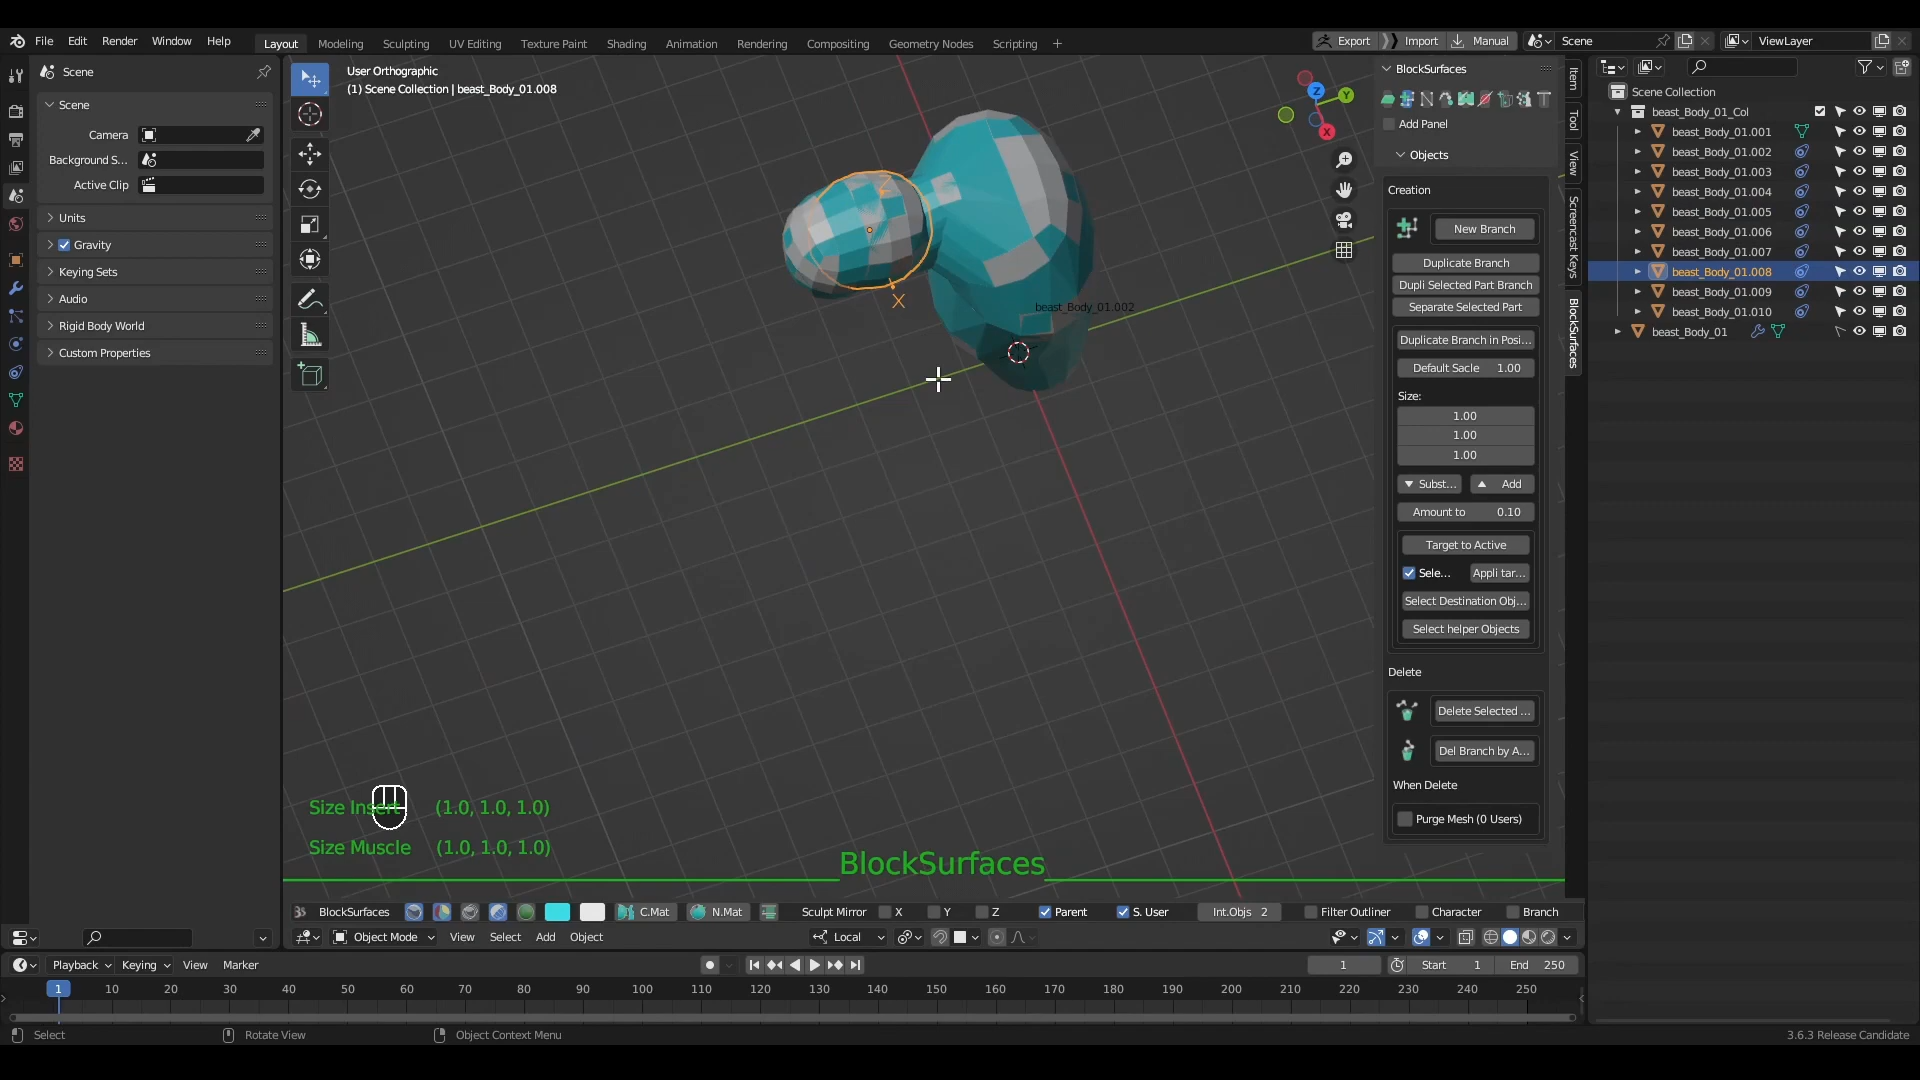 File Edit Render Window Help Layout Modeling Sculpting UV Editing Texture Paint Shading Animation Rendering Compositing Geometry Nodes Scripting + Export Import Manual Scene ViewLayer
Scene
Scene
Camera
Background S...
Active Clip
Units
Gravity
Keying Sets
Audio
Rigid Body World
Custom Properties
User Orthographic
(1) Scene Collection | beast_Body_01.008
Z
Y
X
X
beast_Body_01.002
Size Insert (1.0, 1.0, 1.0)
Size Muscle (1.0, 1.0, 1.0)
BlockSurfaces
BlockSurfaces
Add Panel
Objects
Creation
New Branch
Duplicate Branch
Dupli Selected Part Branch
Separate Selected Part
Duplicate Branch in Posi...
Default Sacle 1.00
Size:
1.00
1.00
1.00
Subst... Add
Amount to 0.10
Target to Active
Sele... Appli tar...
Select Destination Obj...
Select helper Objects
Delete
Delete Selected ...
Del Branch by A...
When Delete
Purge Mesh (0 Users)
Item
Tool
View
Screencast Keys
BlockSurfaces
Scene Collection
beast_Body_01_Col
beast_Body_01.001
beast_Body_01.002
beast_Body_01.003
beast_Body_01.004
beast_Body_01.005
beast_Body_01.006
beast_Body_01.007
beast_Body_01.008
beast_Body_01.009
beast_Body_01.010
beast_Body_01
BlockSurfaces C.Mat N.Mat Sculpt Mirror X Y Z Parent S. User Int.Objs 2 Filter Outliner Character Branch
Object Mode View Select Add Object Local
Playback Keying View Marker 1 Start 1 End 250
1 10 20 30 40 50 60 70 80 90 100 110 120 130 140 150 160 170 180 190 200 210 220 230 240 250
Select Rotate View Object Context Menu 3.6.3 Release Candidate